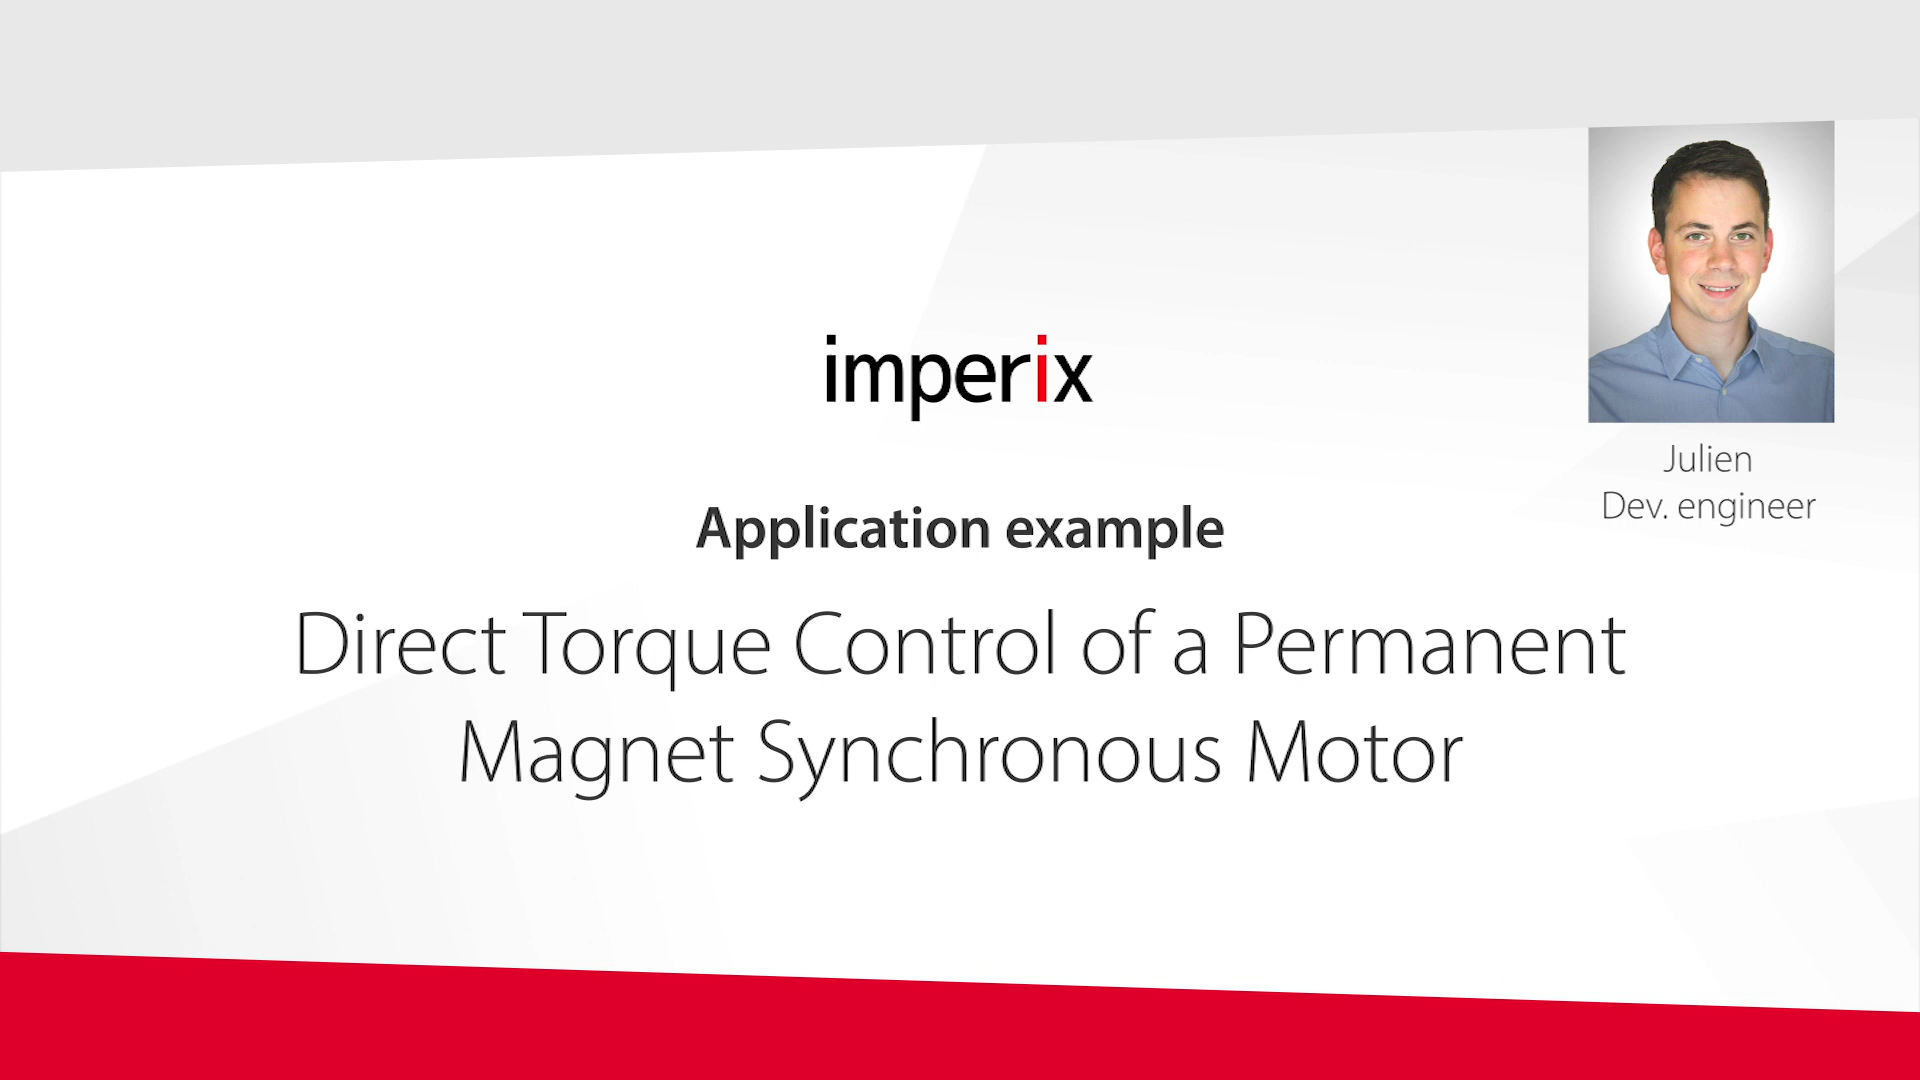 imperix
Julien
Dev. engineer
Application example
Direct Torque Control of a Permanent
Magnet Synchronous Motor